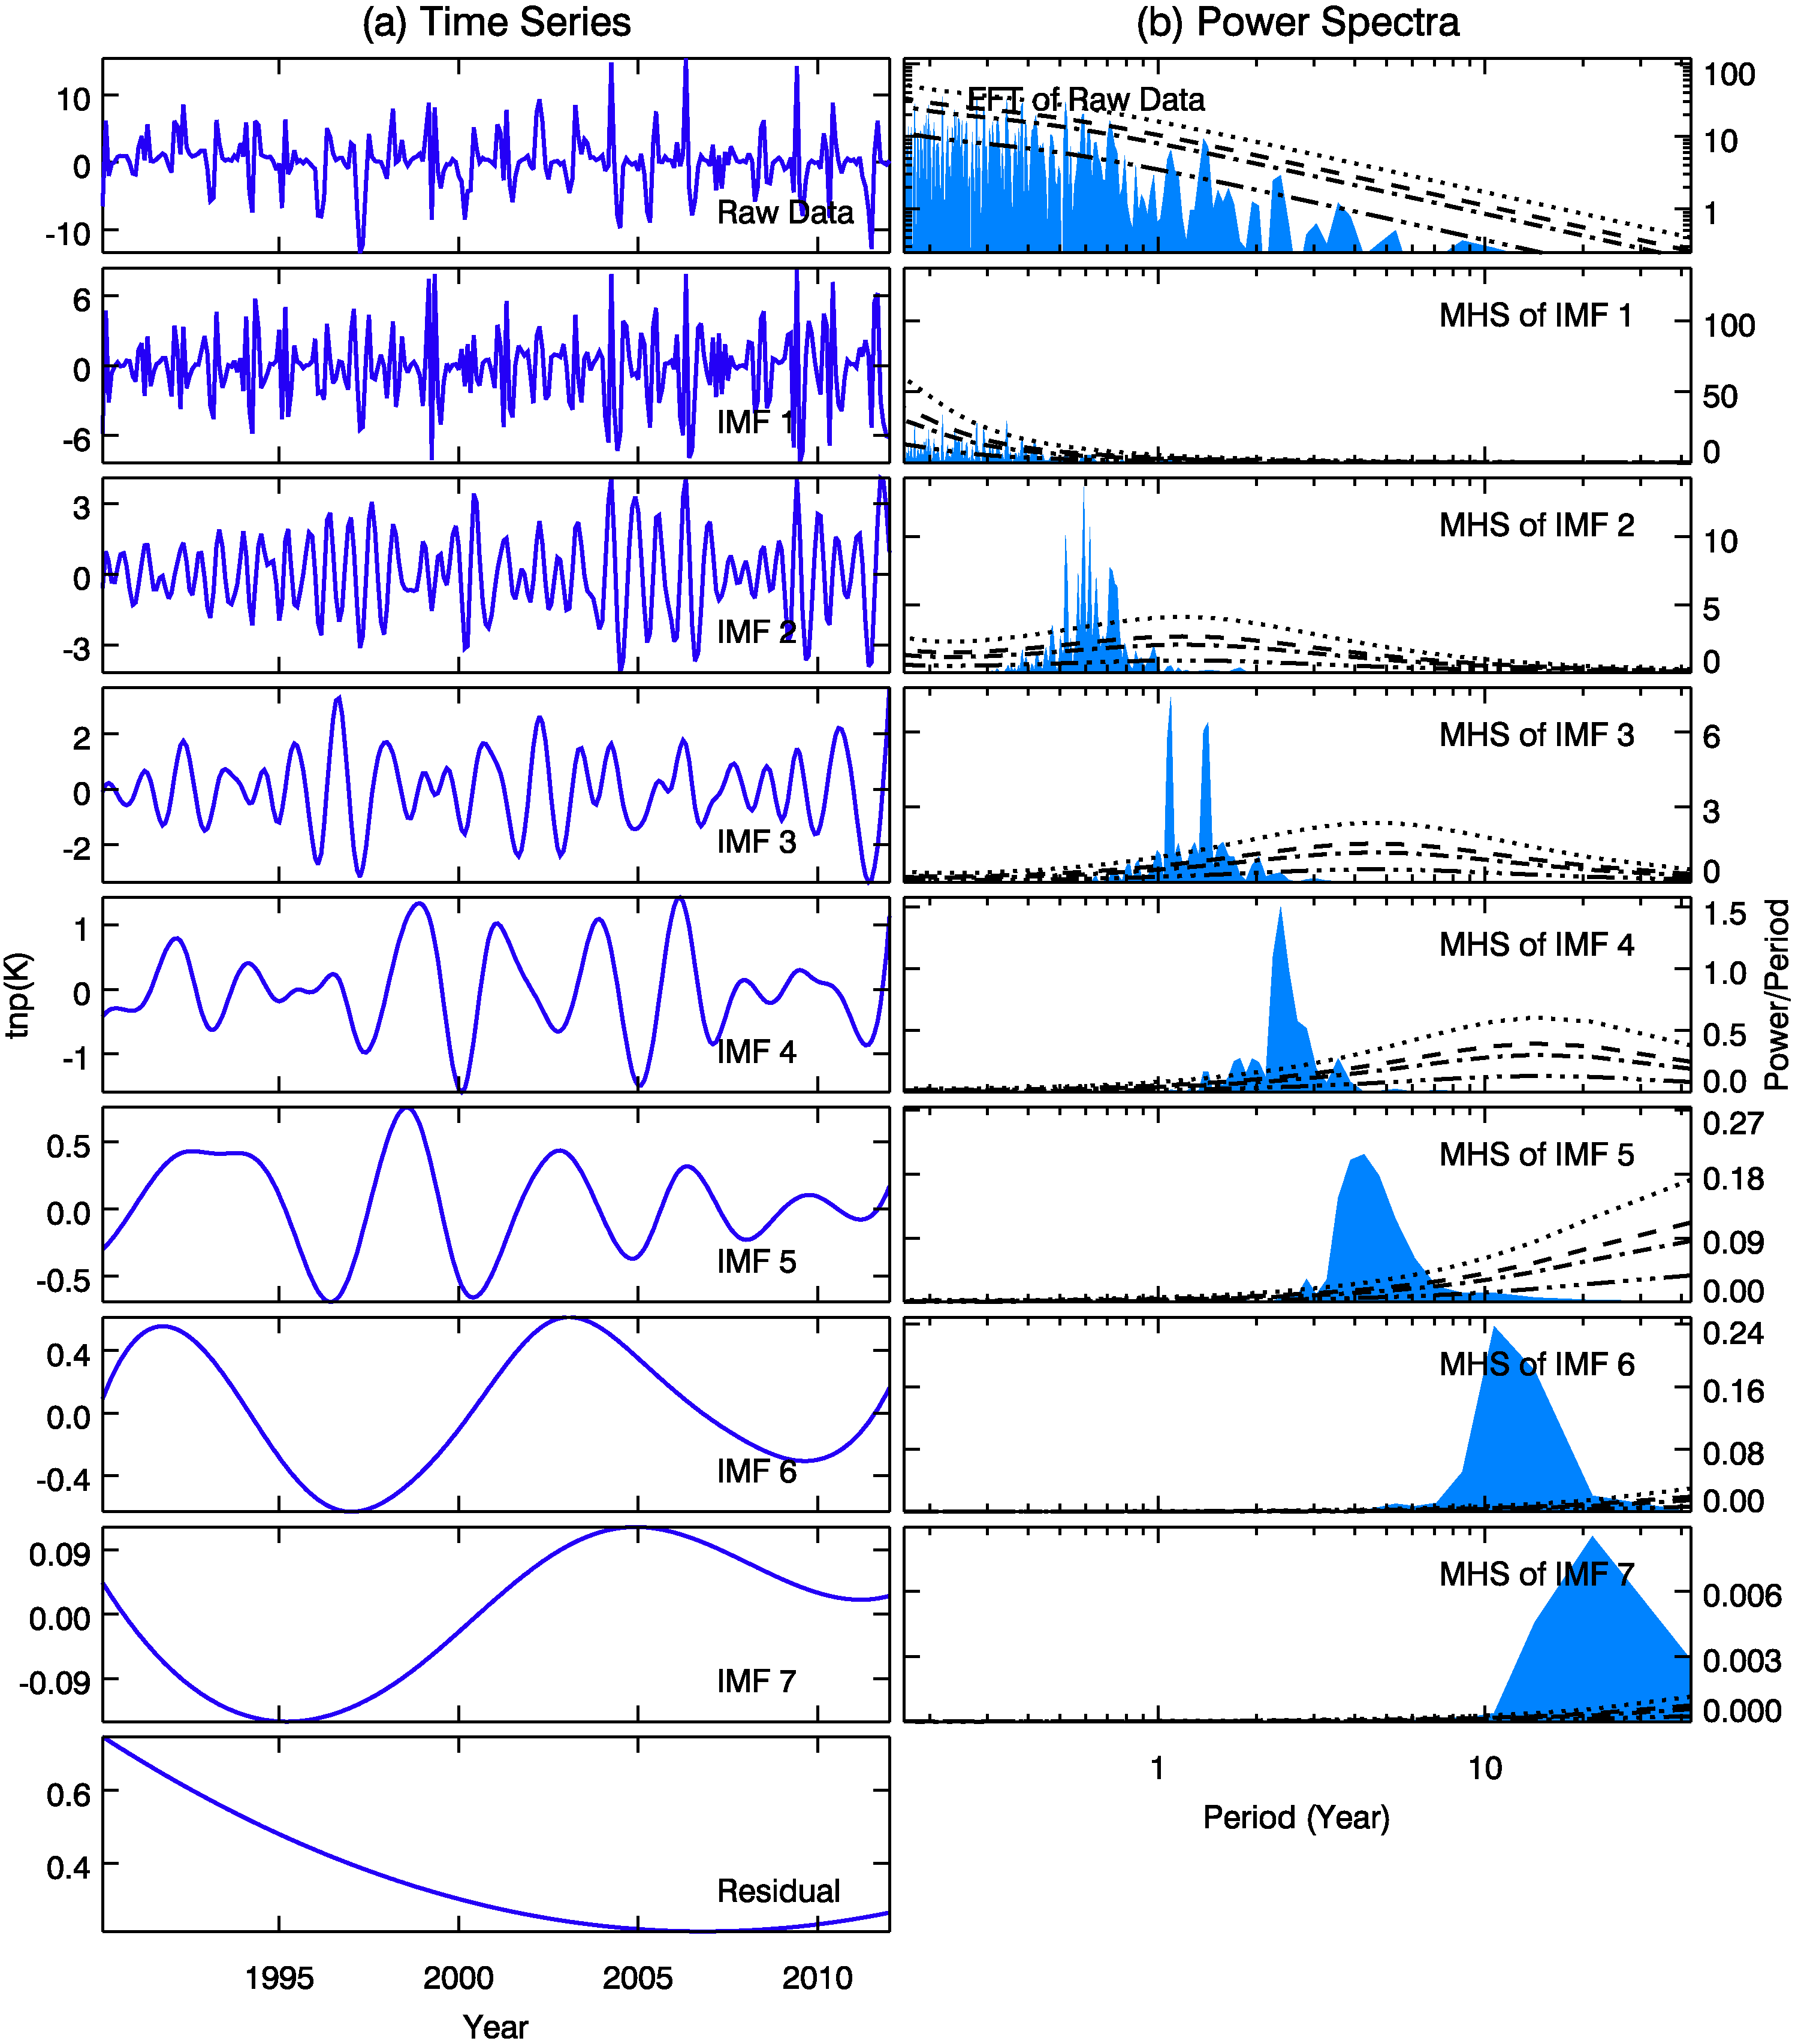 (a) Time Series
(b) Power Spectra
10
0
-10
Raw Data
FFT of Raw Data
100
10
1
6
0
-6
IMF 1
MHS of IMF 1
100
50
0
3
0
-3
IMF 2
MHS of IMF 2
10
5
0
2
0
-2
IMF 3
MHS of IMF 3
6
3
0
tnp(K)
1
0
-1
IMF 4
MHS of IMF 4
1.5
1.0
0.5
0.0
Power/Period
0.5
0.0
-0.5
IMF 5
MHS of IMF 5
0.27
0.18
0.09
0.00
0.4
0.0
-0.4
IMF 6
MHS of IMF 6
0.24
0.16
0.08
0.00
0.09
0.00
-0.09
IMF 7
MHS of IMF 7
0.006
0.003
0.000
1 10
Period (Year)
0.6
0.4
Residual
1995 2000 2005 2010
Year